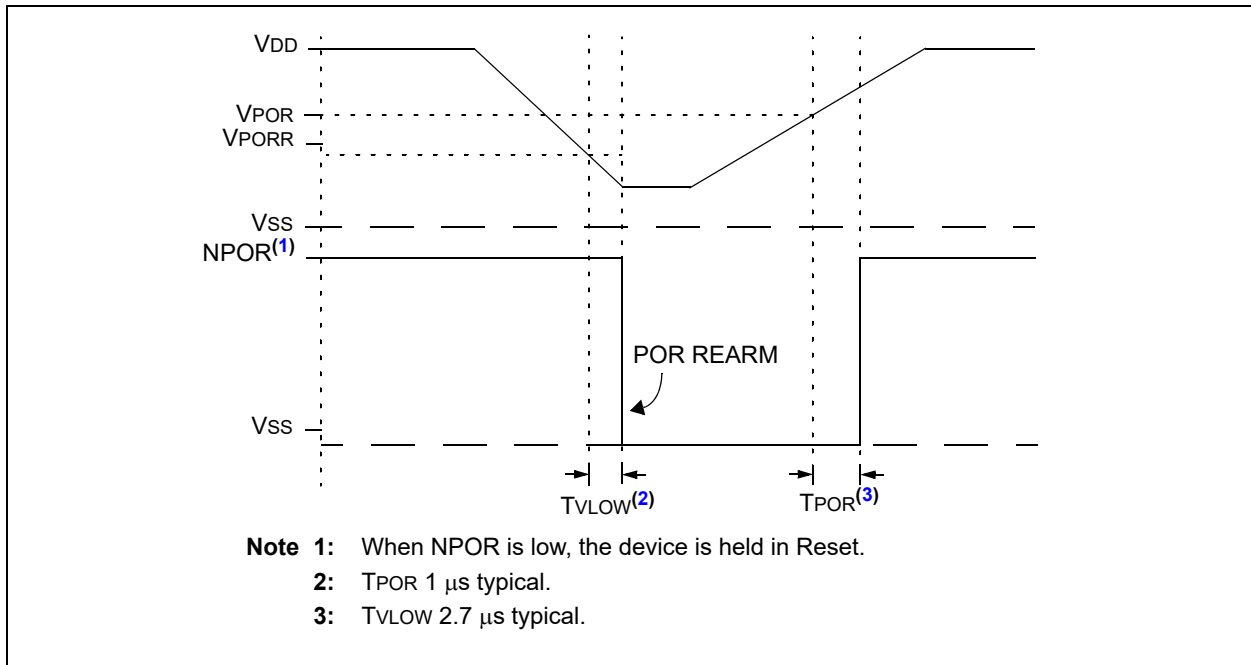 VDD
VPOR
VPORR
VSS
NPOR(1)
POR REARM
VSS
TVLOW(2)
TPOR(3)
Note 1: When NPOR is low, the device is held in Reset.
2: TPOR 1 μs typical.
3: TVLOW 2.7 μs typical.